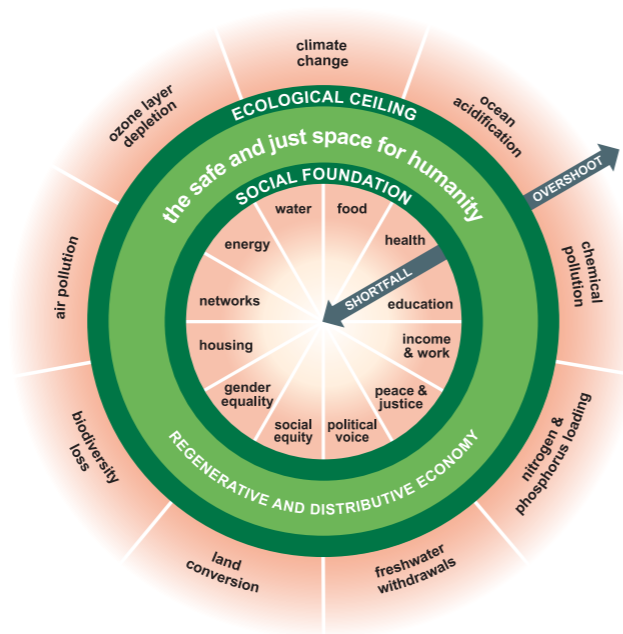 climate
change
ocean
acidification
chemical
pollution
nitrogen &
phosphorus loading
freshwater
withdrawals
land
conversion
biodiversity
loss
air pollution
ozone layer
depletion
OVERSHOOT
ECOLOGICAL CEILING
the safe and just space for humanity
SOCIAL FOUNDATION
water
food
health
SHORTFALL
education
income
& work
peace &
justice
political
voice
social
equity
gender
equality
housing
networks
energy
REGENERATIVE AND DISTRIBUTIVE ECONOMY